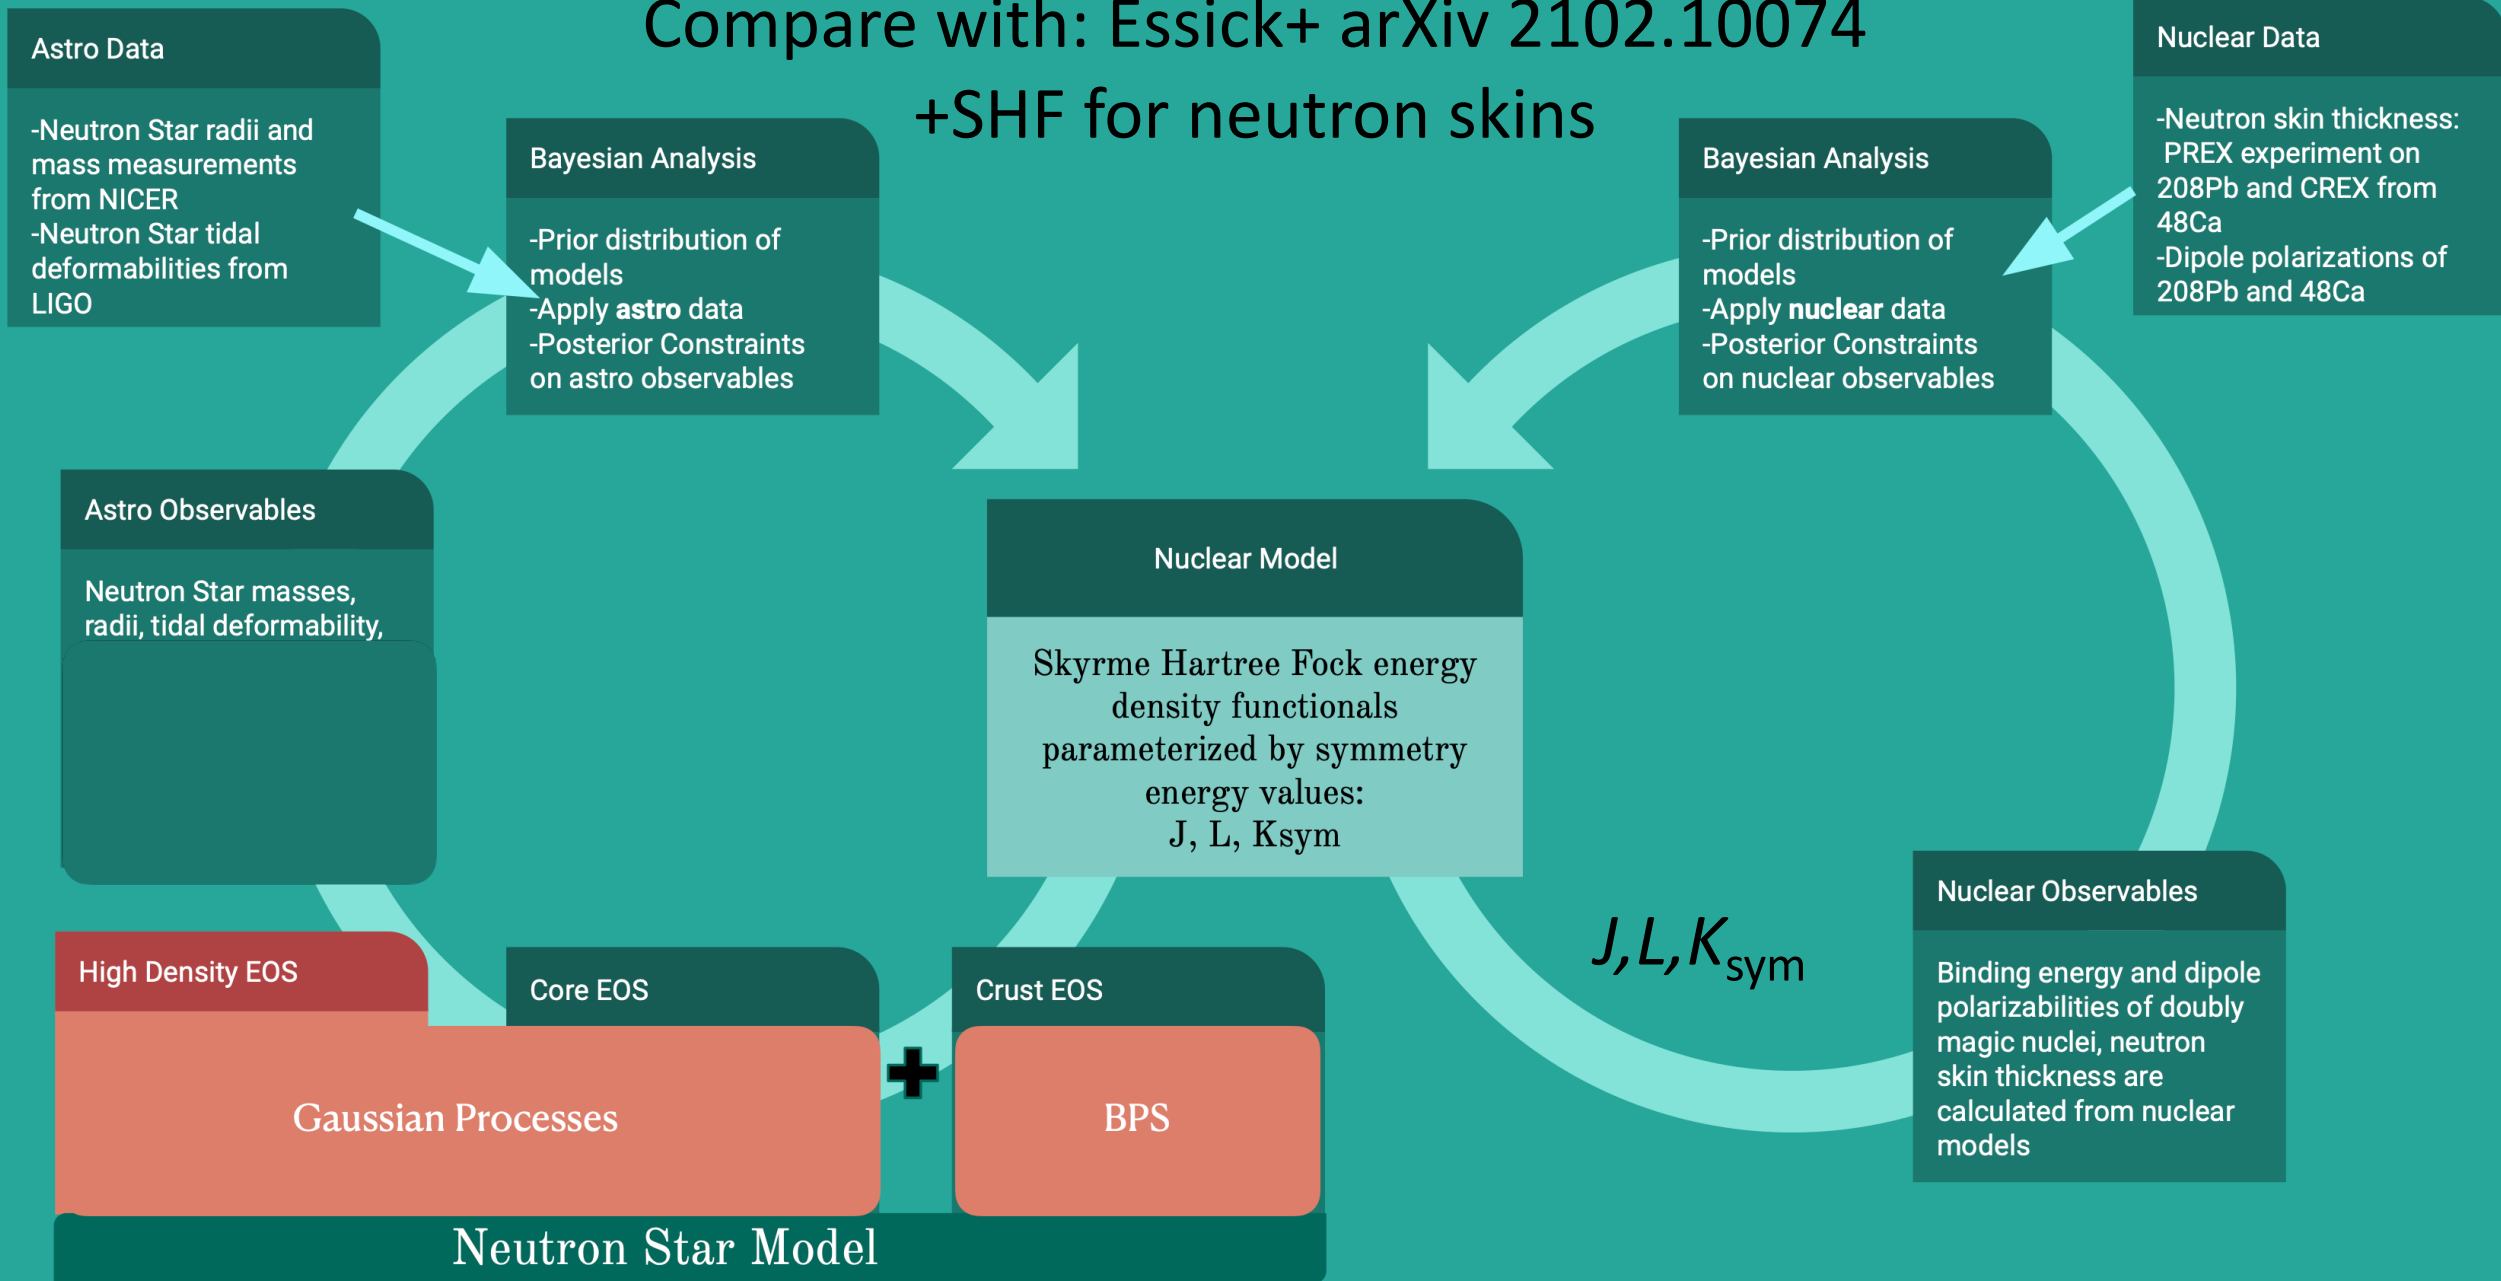 Compare with: Essick+ arXiv 2102.10074
+SHF for neutron skins
Astro Data
-Neutron Star radii and
mass measurements
from NICER
-Neutron Star tidal
deformabilities from
LIGO
Bayesian Analysis
-Prior distribution of
models
-Apply astro data
-Posterior Constraints
on astro observables
Bayesian Analysis
-Prior distribution of
models
-Apply nuclear data
-Posterior Constraints
on nuclear observables
Nuclear Data
-Neutron skin thickness:
PREX experiment on
208Pb and CREX from
48Ca
-Dipole polarizations of
208Pb and 48Ca
Astro Observables
Neutron Star masses,
radii, tidal deformability,
Nuclear Model
Skyrme Hartree Fock energy
density functionals
parameterized by symmetry
energy values:
J, L, Ksym
J,L,Ksym
Nuclear Observables
Binding energy and dipole
polarizabilities of doubly
magic nuclei, neutron
skin thickness are
calculated from nuclear
models
High Density EOS
Core EOS
Crust EOS
Gaussian Processes
BPS
Neutron Star Model